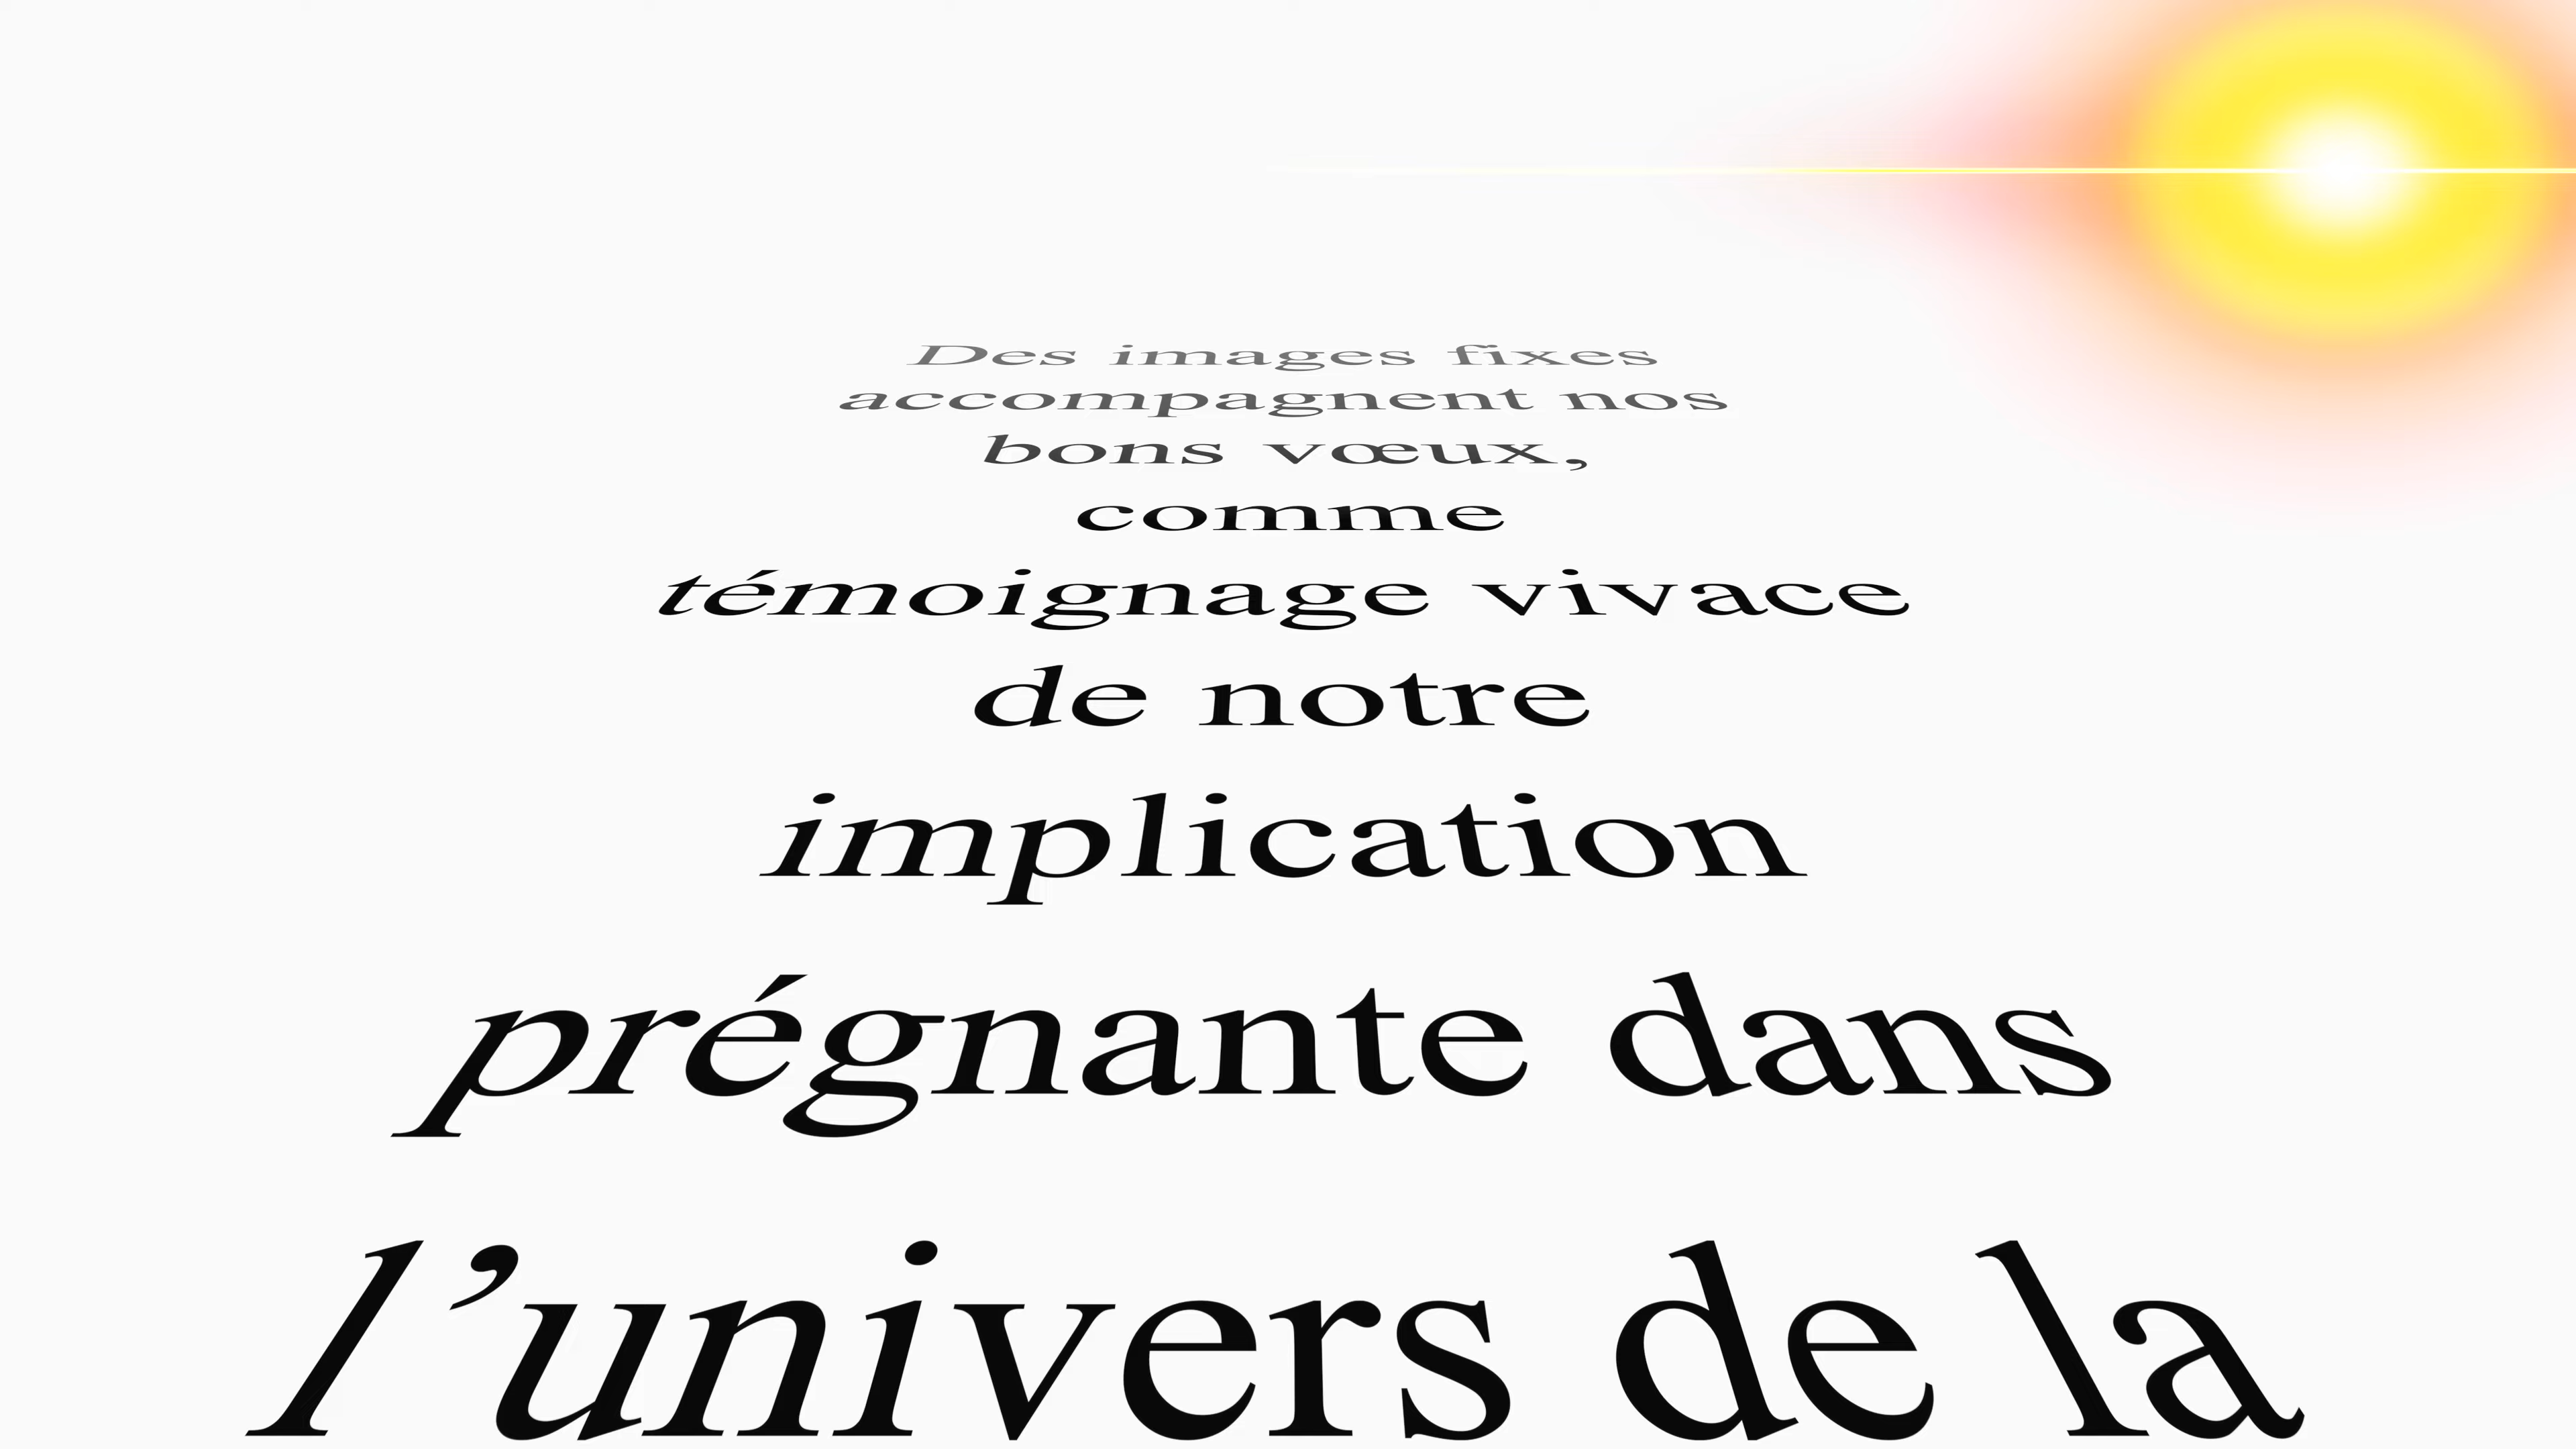 Des images fixes
accompagnent nos
bons vœux,
comme
témoignage vivace
de notre
implication
prégnante dans
l’univers de la